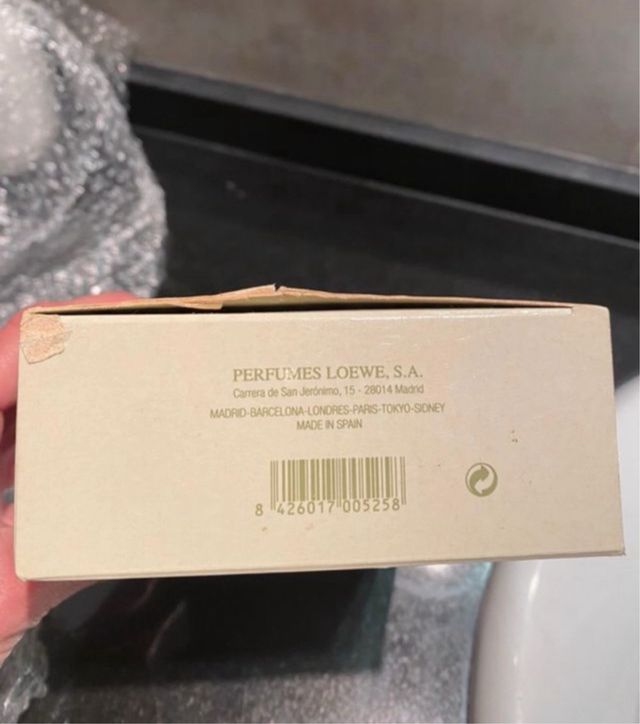 PERFUMES LOEWE, S.A.
Carrera de San Jerónimo, 15 - 28014 Madrid
MADRID-BARCELONA-LONDRES-PARIS-TOKYO-SIDNEY
MADE IN SPAIN
8 426017 005258